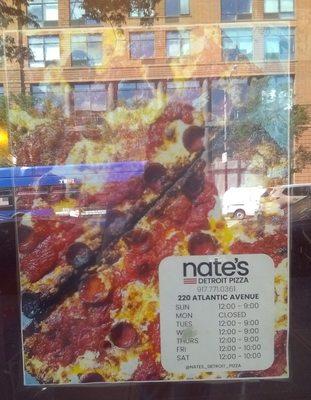 nate's
DETROIT PIZZA
917.771.0361
220 ATLANTIC AVENUE
SUN 12:00 - 9:00
MON CLOSED
TUES 12:00 - 9:00
W 12:00 - 9:00
THURS 12:00 - 9:00
FRI 12:00 - 10:00
SAT 12:00 - 10:00
@NATES_DETROIT_PIZZA